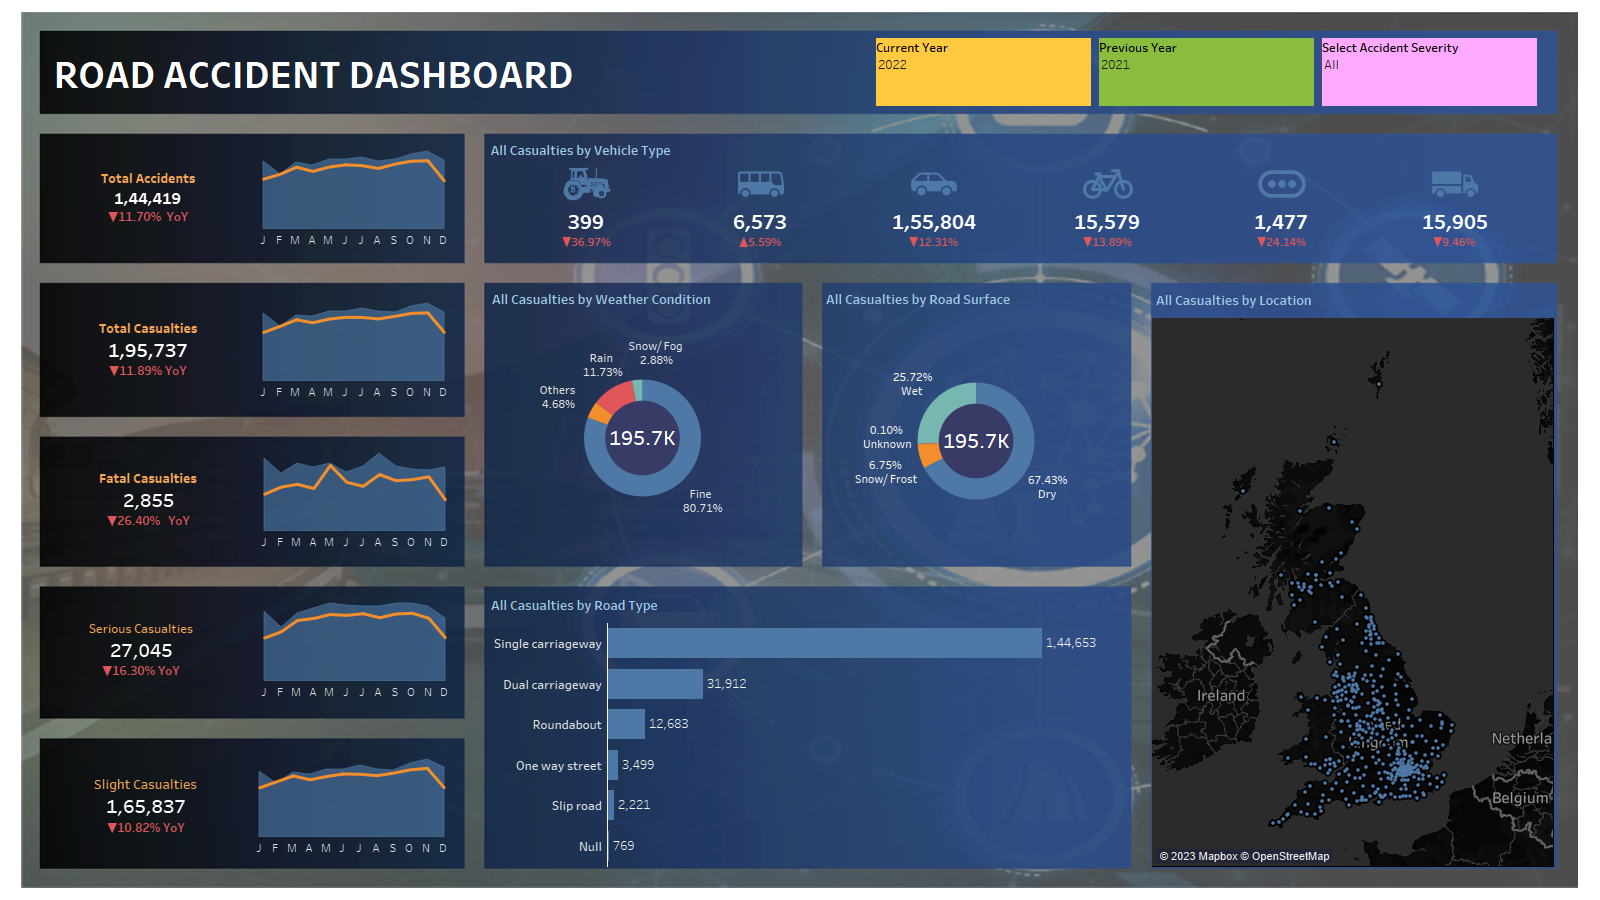 ROAD ACCIDENT DASHBOARD
Current Year
2022
Previous Year
2021
Select Accident Severity
All
Total Accidents
1,44,419
▼11.70% YoY
J F M A M J J A S O N D
All Casualties by Vehicle Type
399
▼36.97%
6,573
▲5.59%
1,55,804
▼12.31%
15,579
▼13.89%
1,477
▼24.14%
15,905
▼9.46%
Total Casualties
1,95,737
▼11.89% YoY
J F M A M J J A S O N D
Fatal Casualties
2,855
▼26.40% YoY
J F M A M J J A S O N D
Serious Casualties
27,045
▼16.30% YoY
J F M A M J J A S O N D
Slight Casualties
1,65,837
▼10.82% YoY
J F M A M J J A S O N D
All Casualties by Weather Condition
Snow/ Fog
2.88%
Rain
11.73%
Others
4.68%
195.7K
Fine
80.71%
All Casualties by Road Surface
25.72%
Wet
0.10%
Unknown
6.75%
Snow/ Frost
195.7K
67.43%
Dry
All Casualties by Road Type
Single carriageway 1,44,653
Dual carriageway 31,912
Roundabout 12,683
One way street 3,499
Slip road 2,221
Null 769
All Casualties by Location
Ireland
Netherla
Belgium
© 2023 Mapbox © OpenStreetMap